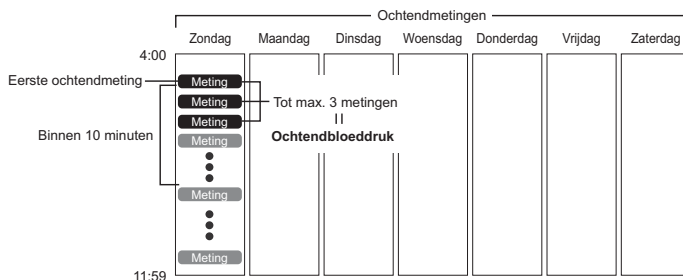 Ochtendmetingen
Zondag Maandag Dinsdag Woensdag Donderdag Vrijdag Zaterdag
4:00
Eerste ochtendmeting
Meting
Meting
Tot max. 3 metingen
Meting
Binnen 10 minuten
Ochtendbloeddruk
Meting
Meting
Meting
11:59